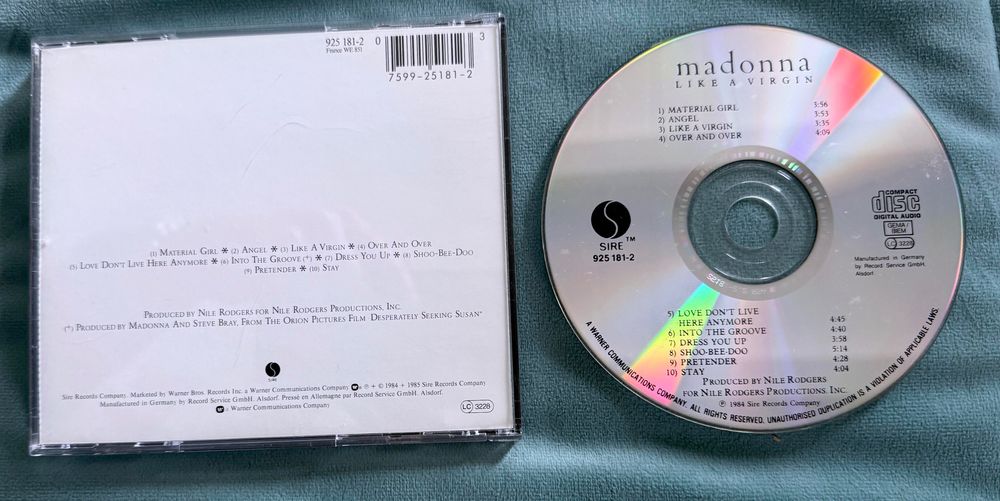 925 181-2
France WE 851
0
3
7599-25181-2
(1) MATERIAL GIRL * (2) ANGEL * (3) LIKE A VIRGIN * (4) OVER AND OVER
(5) LOVE DON'T LIVE HERE ANYMORE * (6) INTO THE GROOVE (*) * (7) DRESS YOU UP * (8) SHOO-BEE-DOO
(9) PRETENDER * (10) STAY
PRODUCED BY NILE RODGERS FOR NILE RODGERS PRODUCTIONS, INC.
(*) PRODUCED BY MADONNA AND STEVE BRAY, FROM THE ORION PICTURES FILM "DESPERATELY SEEKING SUSAN"
SIRE
Sire Records Company. Marketed by Warner Bros. Records Inc. a Warner Communications Company ℗ + © 1984 + 1985 Sire Records Company
Manufactured in Germany by Record Service GmbH. Alsdorf. Pressé en Allemagne par Record Service GmbH. Alsdorf.
a Warner Communications Company
LC 3228
madonna
LIKE A VIRGIN
1) MATERIAL GIRL 3:56
2) ANGEL 3:53
3) LIKE A VIRGIN 3:35
4) OVER AND OVER 4:09
SIRE™
925 181-2
COMPACT
disc
DIGITAL AUDIO
GEMA/
BIEM
LC 3228
Manufactured in Germany
by Record Service GmbH.
Alsdorf.
5) LOVE DON'T LIVE
HERE ANYMORE 4:45
6) INTO THE GROOVE 4:40
7) DRESS YOU UP 3:58
8) SHOO-BEE-DOO 5:14
9) PRETENDER 4:28
10) STAY 4:04
PRODUCED BY NILE RODGERS
FOR NILE RODGERS PRODUCTIONS, INC.
℗ 1984 Sire Records Company
A WARNER COMMUNICATIONS COMPANY. ALL RIGHTS RESERVED. UNAUTHORISED DUPLICATION IS A VIOLATION OF APPLICABLE LAWS.